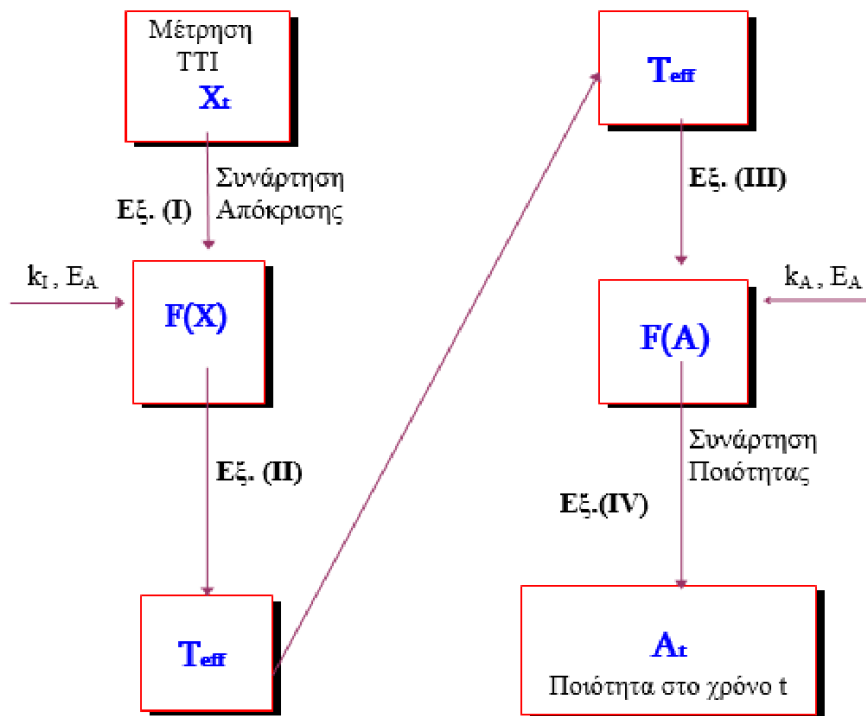 Μέτρηση
TTI
Xt
Συνάρτηση
Απόκρισης
Εξ. (I)
kI , EA
F(X)
Εξ. (II)
Teff
Teff
Εξ. (III)
kA, EA
F(A)
Συνάρτηση
Ποιότητας
Εξ.(IV)
At
Ποιότητα στο χρόνο t